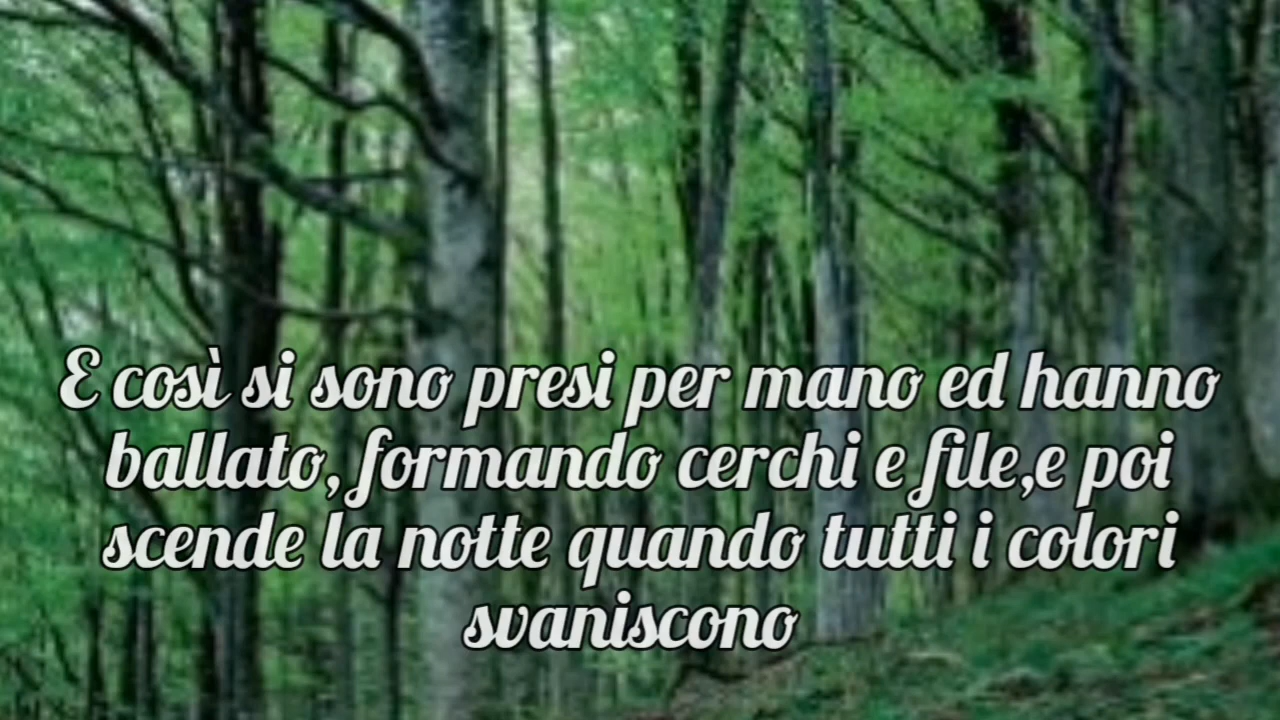 E così si sono presi per mano ed hanno
ballato, formando cerchi e file,e poi
scende la notte quando tutti i colori
svaniscono